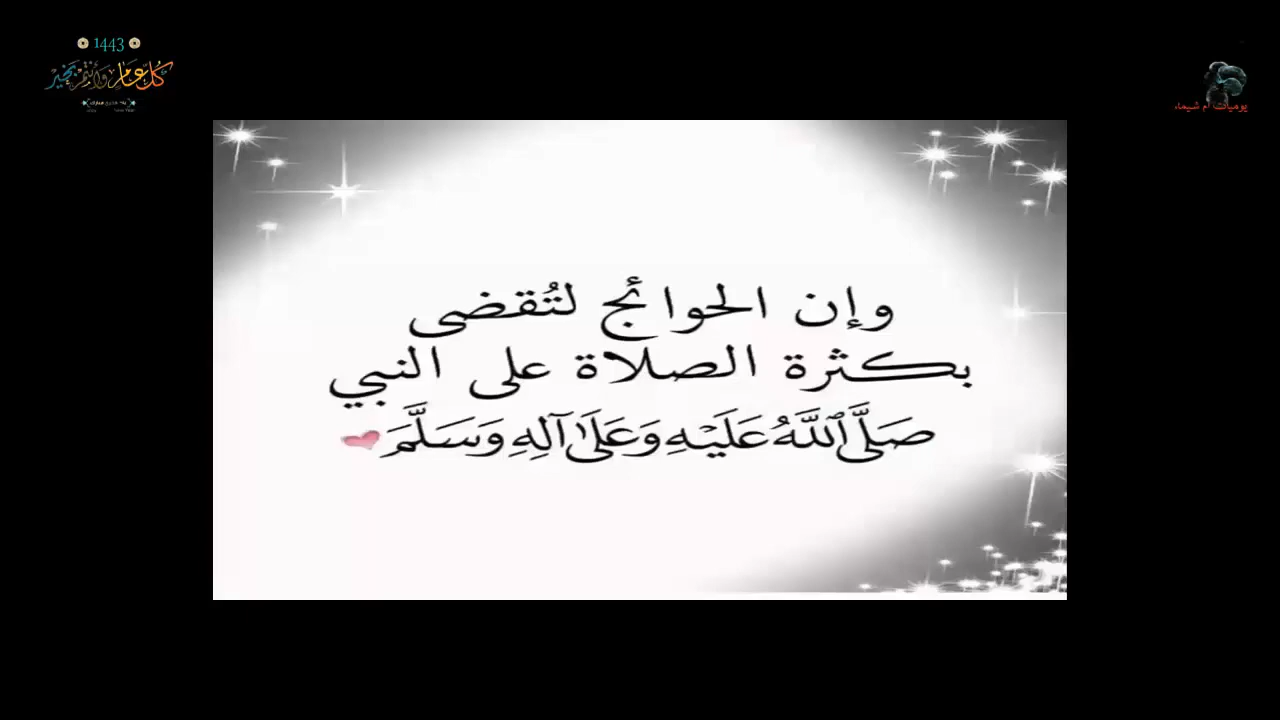 1443
كل عام وأنتم بخير
يوميات أم شيماء
وإن الحوائج لتُقضى
بكثرة الصلاة على النبي
صَلَّى ٱللَّهُ عَلَيْهِ وَعَلَىٰ آلِهِ وَسَلَّمَ